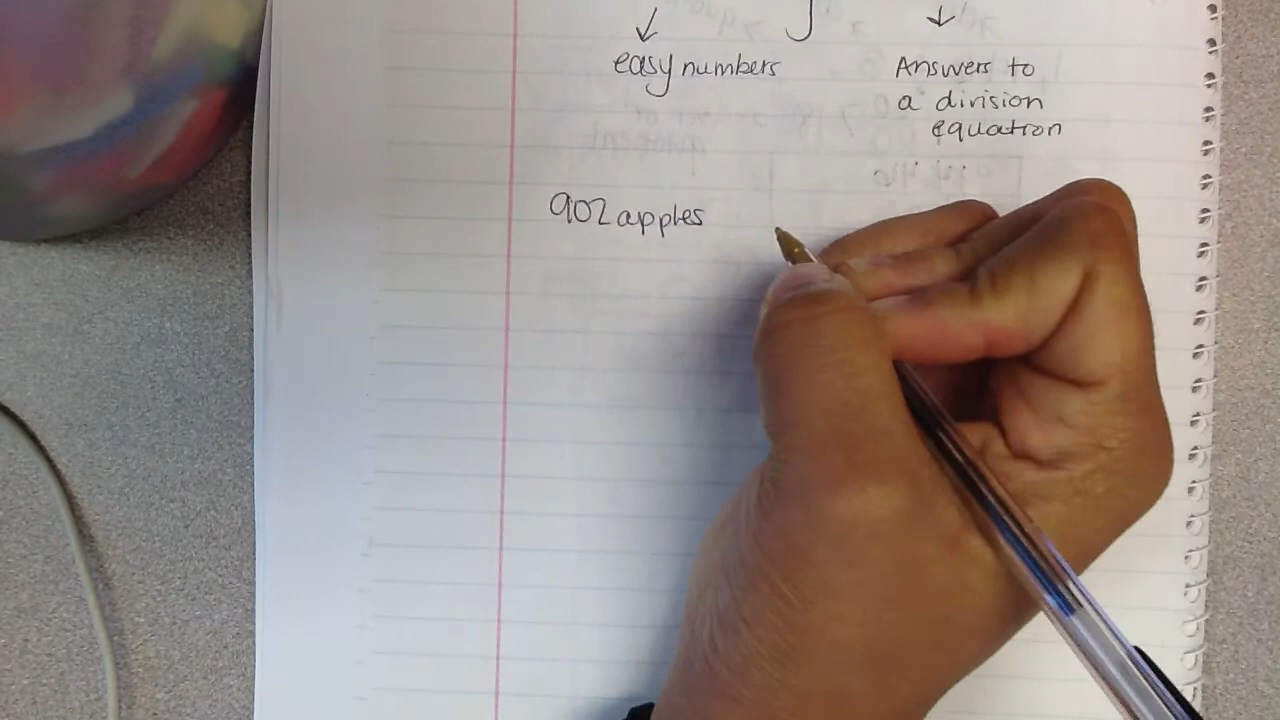 easy numbers
Answers to
a division
equation
902 apples